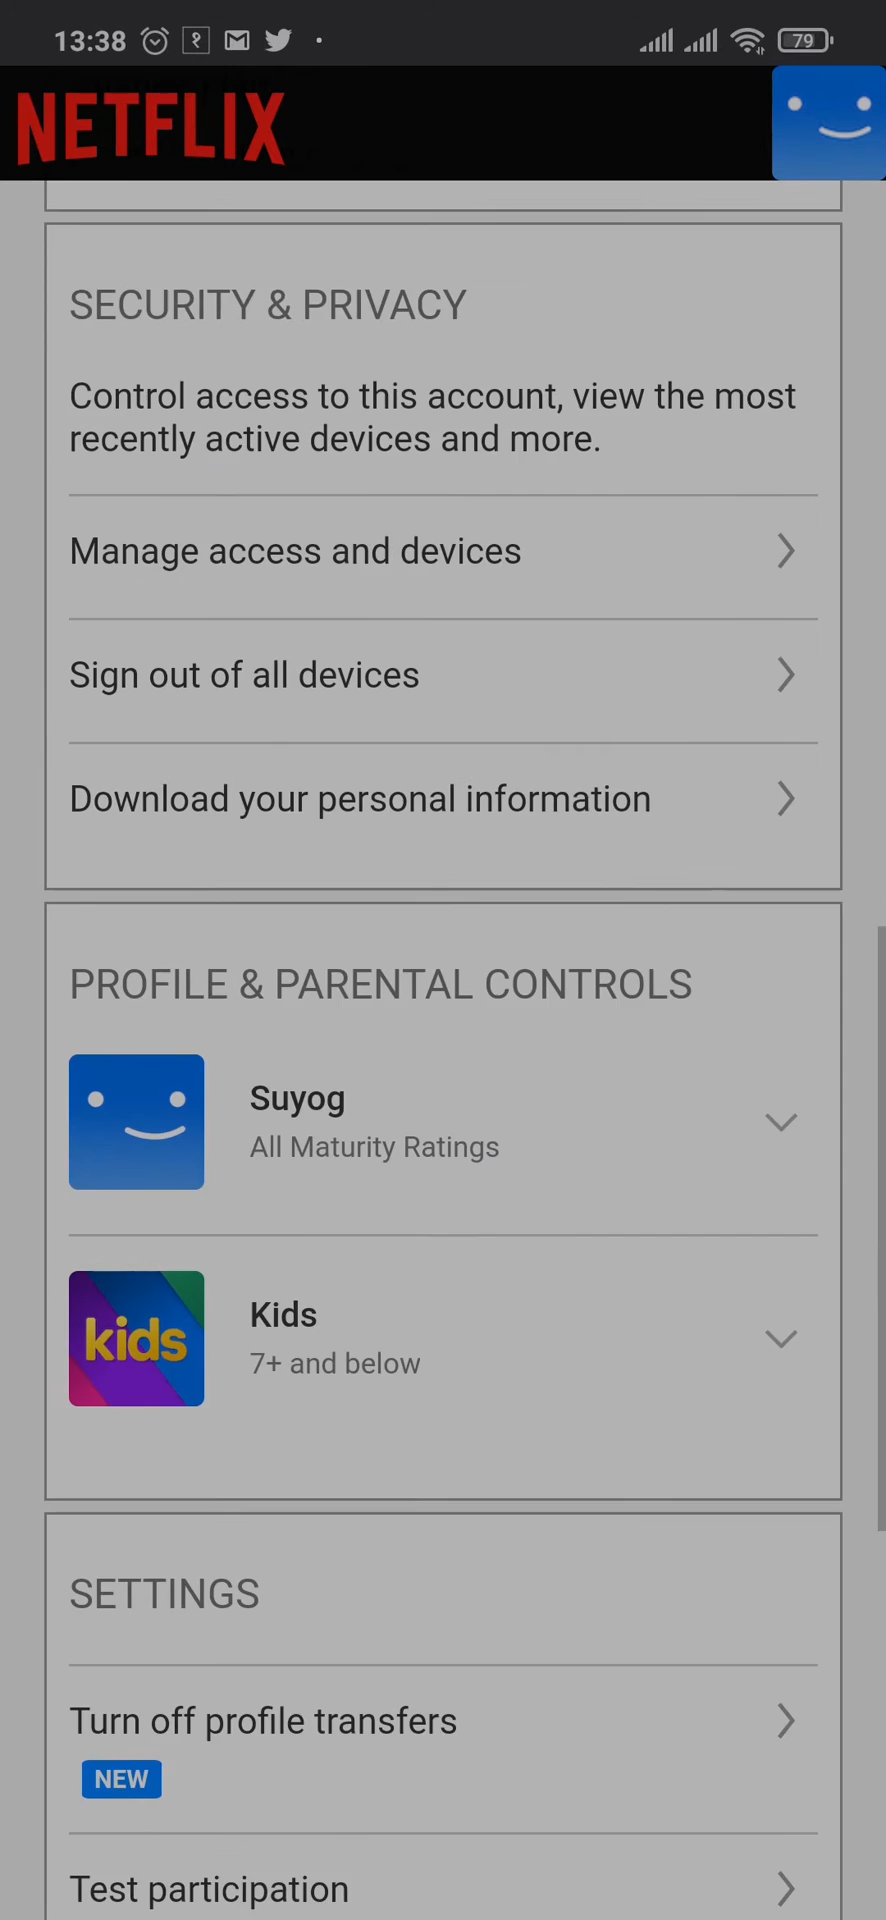 13:38 १ 79
NETFLIX
SECURITY & PRIVACY
Control access to this account, view the most
recently active devices and more.
Manage access and devices
Sign out of all devices
Download your personal information
PROFILE & PARENTAL CONTROLS
Suyog
All Maturity Ratings
kids
Kids
7+ and below
SETTINGS
Turn off profile transfers
NEW
Test participation